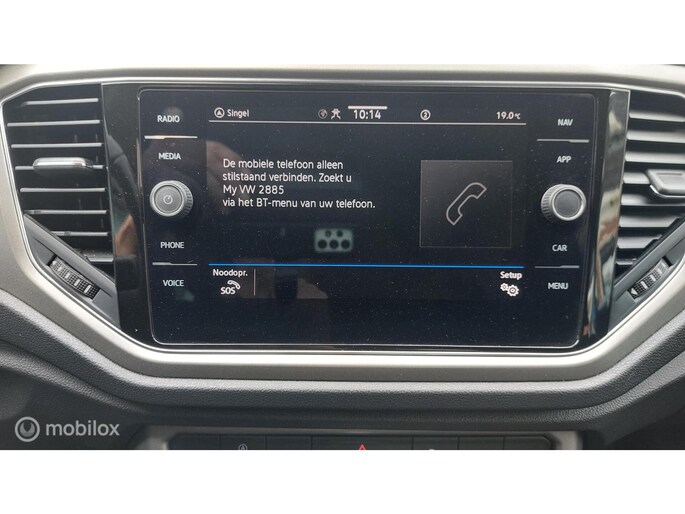 RADIO
MEDIA
PHONE
VOICE
Singel
10:14
2
19.0°C
De mobiele telefoon alleen
stilstaand verbinden. Zoekt u
My VW 2885
via het BT-menu van uw telefoon.
Noodopr.
SOS
Setup
NAV
APP
CAR
MENU
mobilox